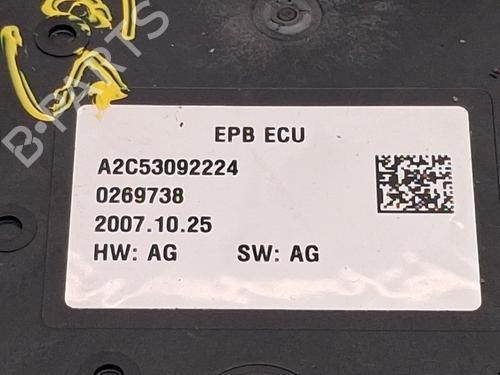 B-PARTS
EPB ECU
A2C53092224
0269738
2007.10.25
HW: AG SW: AG